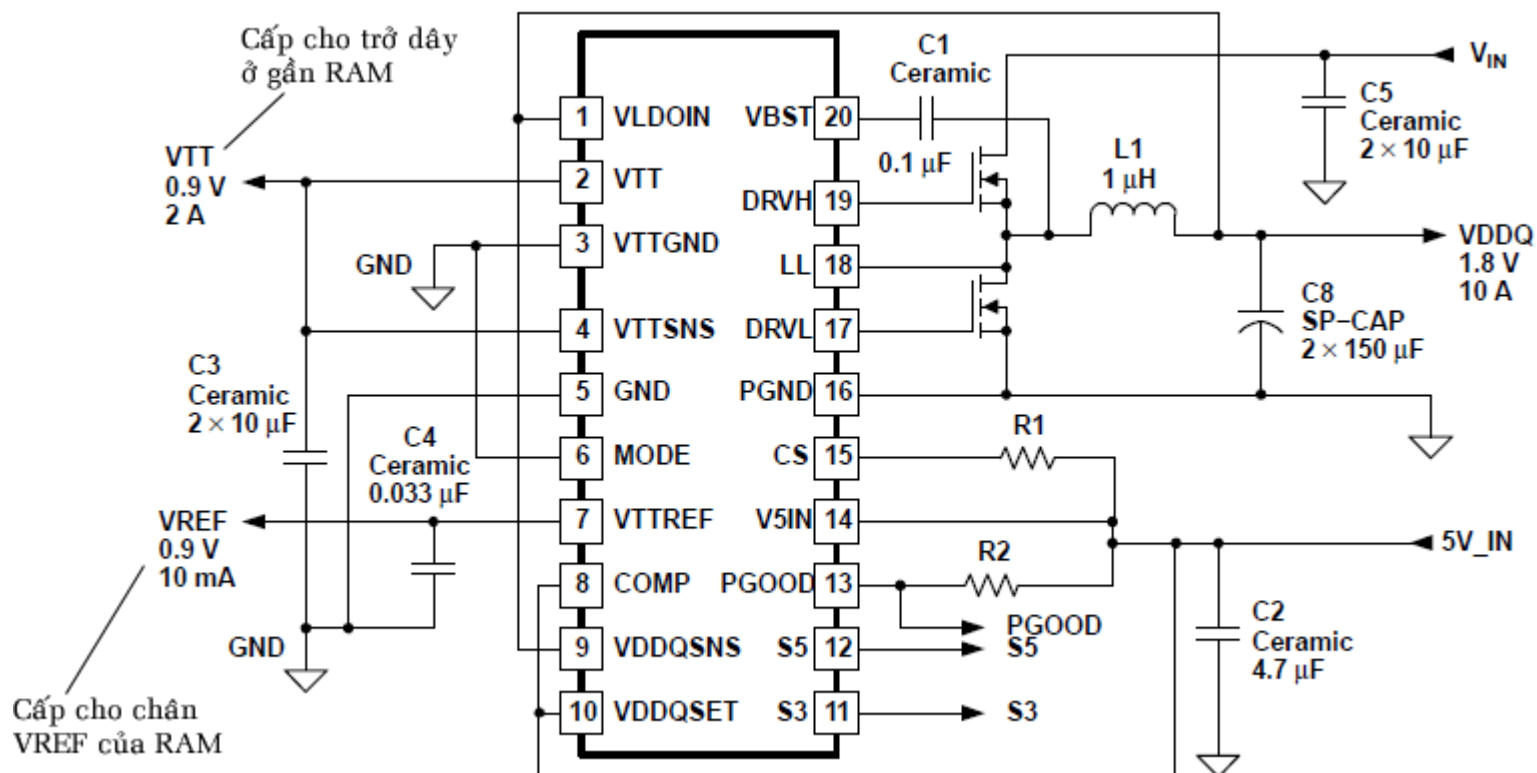 Cấp cho trở dây
ở gần RAM
VTT
0.9 V
2 A
GND
C3
Ceramic
2 × 10 μF
C4
Ceramic
0.033 μF
VREF
0.9 V
10 mA
GND
Cấp cho chân
VREF của RAM
1 VLDOIN
2 VTT
3 VTTGND
4 VTTSNS
5 GND
6 MODE
7 VTTREF
8 COMP
9 VDDQSNS
10 VDDQSET
VBST 20
DRVH 19
LL 18
DRVL 17
PGND 16
CS 15
V5IN 14
PGOOD 13
S5 12
S3 11
C1
Ceramic
0.1 μF
L1
1 μH
VIN
C5
Ceramic
2 × 10 μF
VDDQ
1.8 V
10 A
C8
SP−CAP
2 × 150 μF
R1
R2
5V_IN
PGOOD
S5
S3
C2
Ceramic
4.7 μF